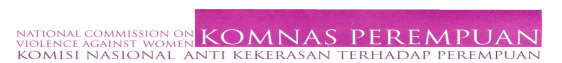 NATIONAL COMMISSION ON
VIOLENCE AGAINST WOMEN
KOMNAS PEREMPUAN
KOMISI NASIONAL ANTI KEKERASAN TERHADAP PEREMPUAN